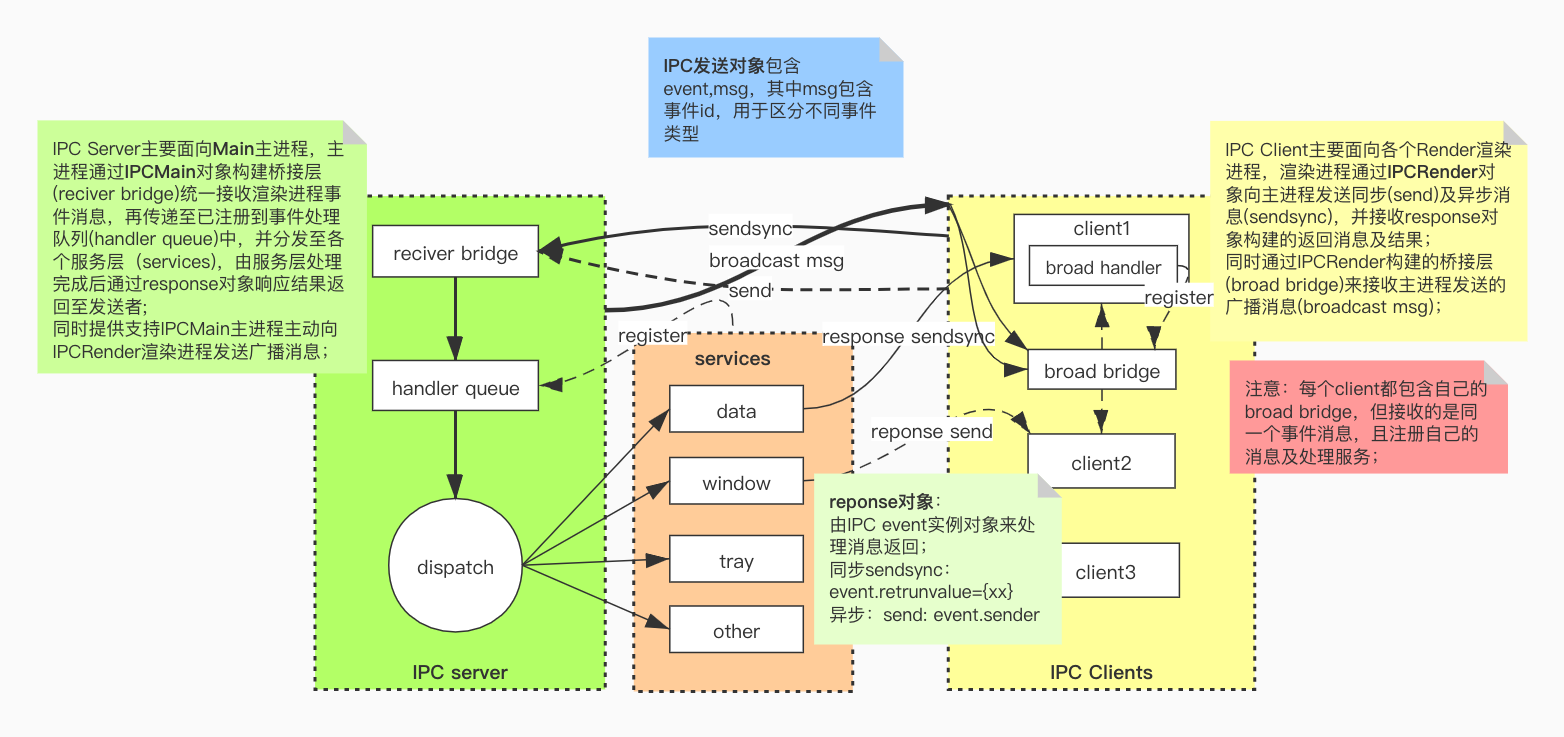 IPC发送对象包含
event,msg，其中msg包含
事件id，用于区分不同事件
类型
IPC Server主要面向Main主进程，主
进程通过IPCMain对象构建桥接层
(reciver bridge)统一接收渲染进程事
件消息，再传递至已注册到事件处理
队列(handler queue)中，并分发至各
个服务层（services)，由服务层处理
完成后通过response对象响应结果返
回至发送者；
同时提供支持IPCMain主进程主动向
IPCRender渲染进程发送广播消息；
IPC Client主要面向各个Render渲染
进程，渲染进程通过IPCRender对
象向主进程发送同步(send)及异步消
息(sendsync)，并接收response对
象构建的返回消息及结果；
同时通过IPCRender构建的桥接层
(broad bridge)来接收主进程发送的
广播消息(broadcast msg)；
注意：每个client都包含自己的
broad bridge，但接收的是同
一个事件消息，且注册自己的
消息及处理服务；
reciver bridge
handler queue
dispatch
IPC server
sendsync
broadcast msg
send
register
services
data
window
tray
other
response sendsync
reponse send
reponse对象：
由IPC event实例对象来处
理消息返回；
同步sendsync：
event.retrunvalue={xx}
异步：send: event.sender
client1
broad handler
register
broad bridge
client2
client3
IPC Clients